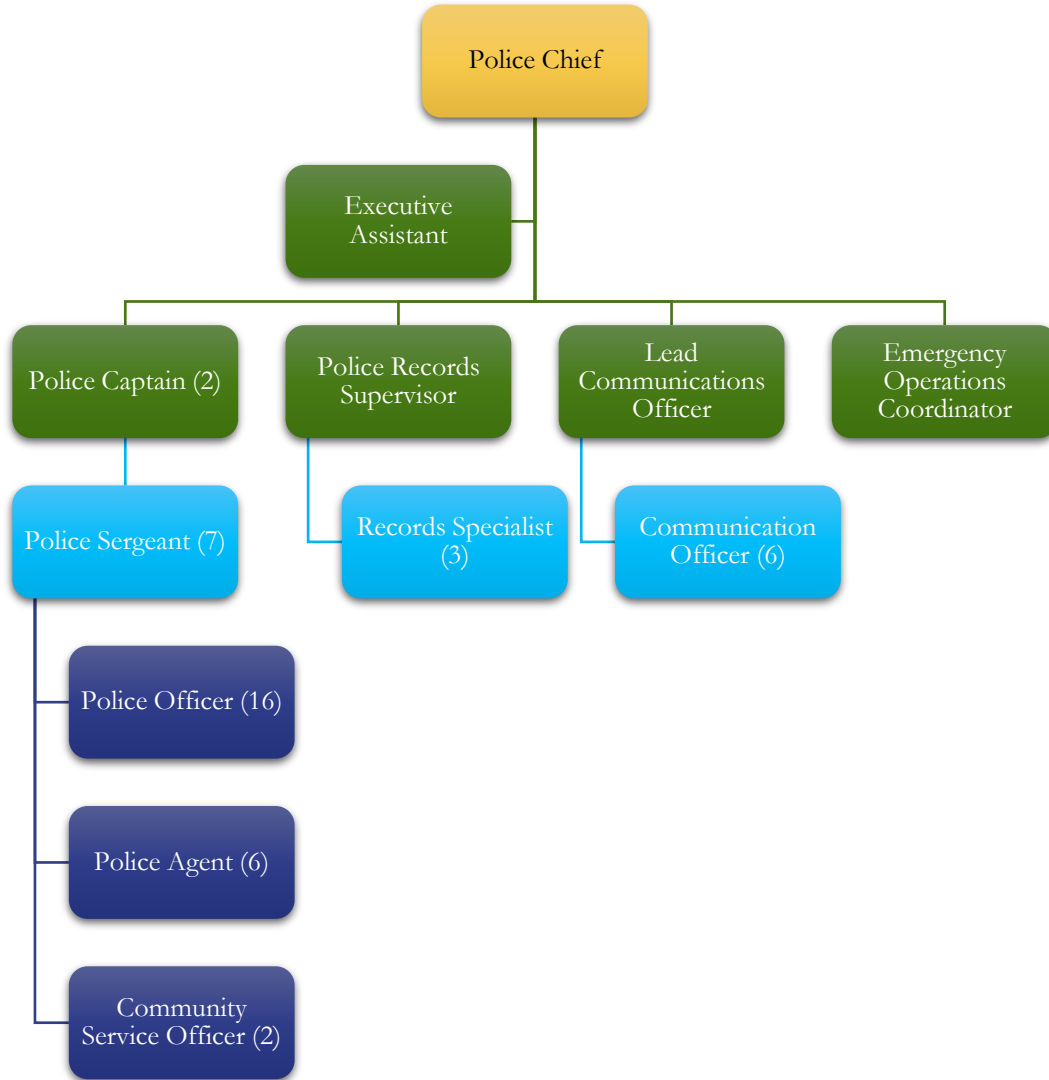 Police Chief
Executive
Assistant
Police Captain (2)
Police Records
Supervisor
Lead
Communications
Officer
Emergency
Operations
Coordinator
Police Sergeant (7)
Records Specialist
(3)
Communication
Officer (6)
Police Officer (16)
Police Agent (6)
Community
Service Officer (2)